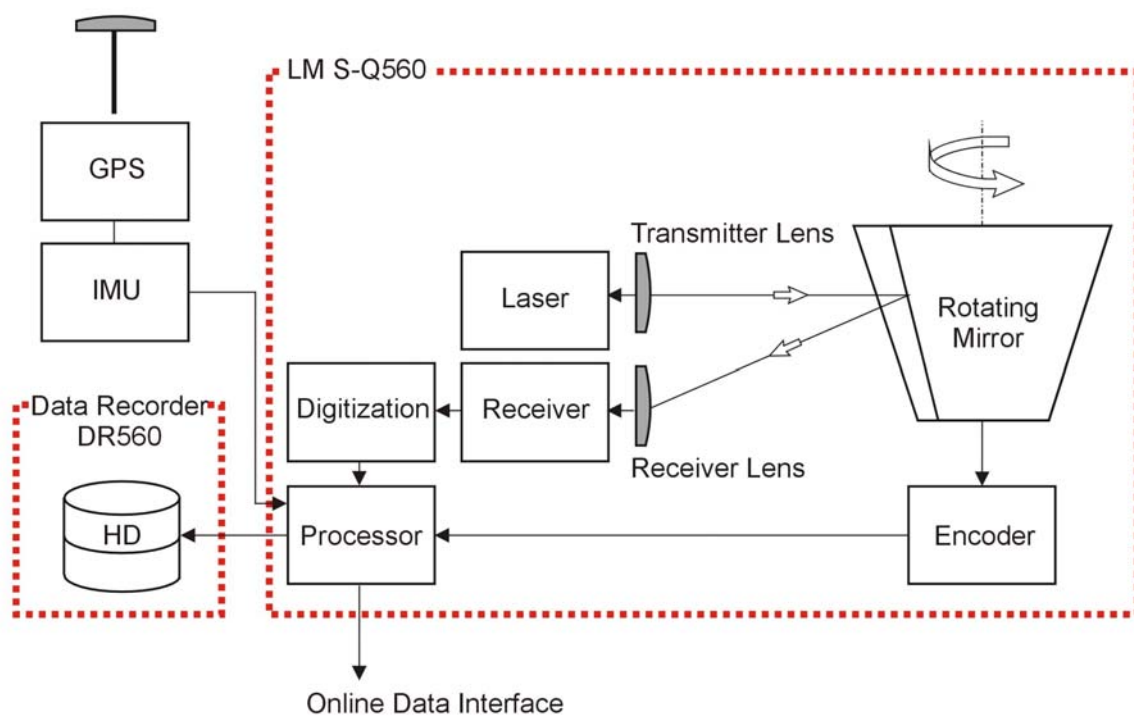 LM S-Q560
GPS
IMU
Transmitter Lens
Laser
Rotating
Mirror
Data Recorder
DR560
Digitization
Receiver
Receiver Lens
HD
Processor
Encoder
Online Data Interface